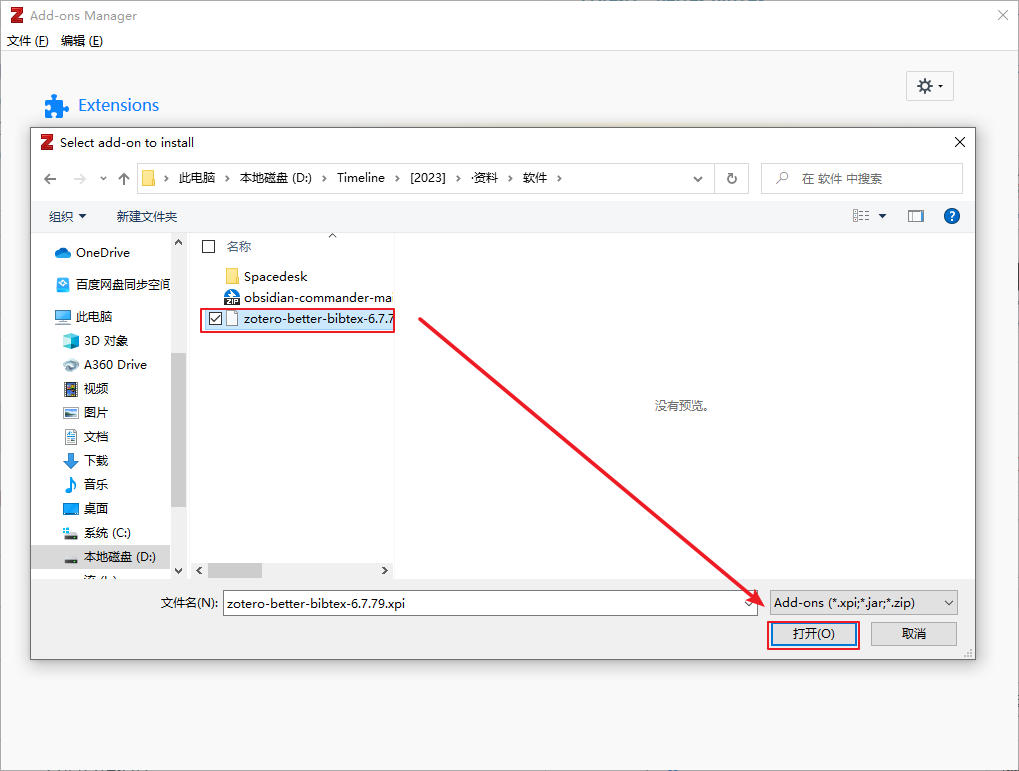 Add-ons Manager
文件 (F) 编辑 (E)
Extensions
Select add-on to install
此电脑 本地磁盘 (D:) Timeline [2023] ·资料 软件
在 软件 中搜索
组织 新建文件夹
OneDrive
百度网盘同步空间
此电脑
3D 对象
A360 Drive
视频
图片
文档
下载
音乐
桌面
系统 (C:)
本地磁盘 (D:)
名称
Spacedesk
ZIP obsidian-commander-mai
zotero-better-bibtex-6.7.7
没有预览。
文件名(N): zotero-better-bibtex-6.7.79.xpi
Add-ons (*.xpi;*.jar;*.zip)
打开(O) 取消